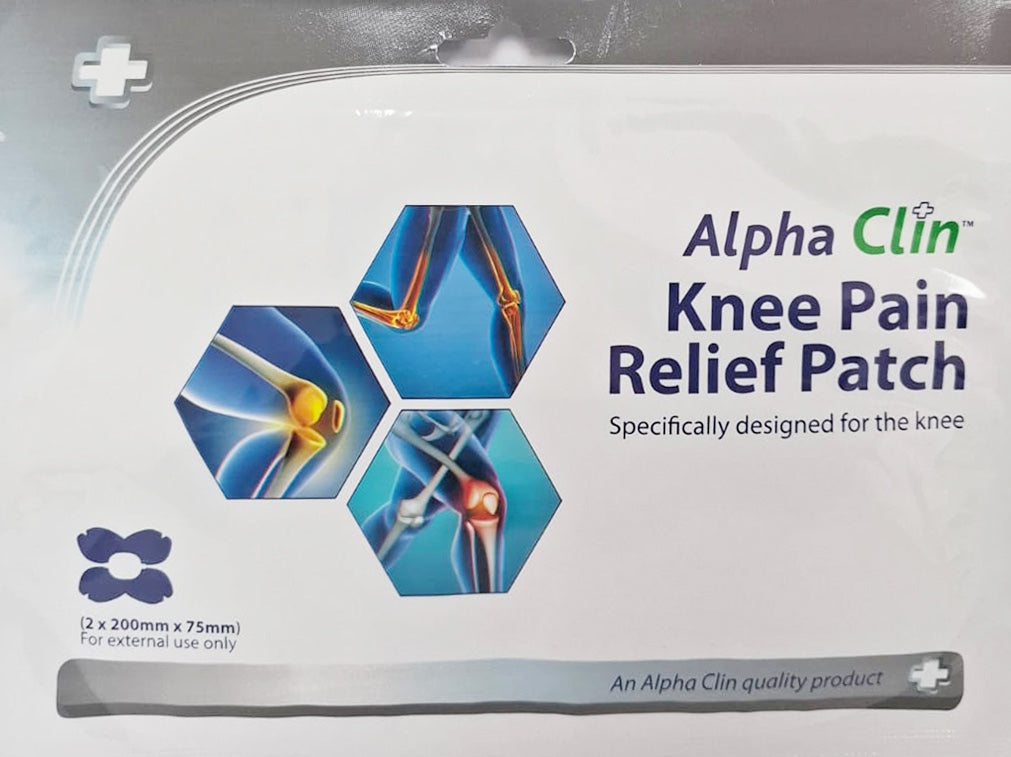 Alpha Clin™
Knee Pain
Relief Patch
Specifically designed for the knee
(2 x 200mm x 75mm)
For external use only
An Alpha Clin quality product